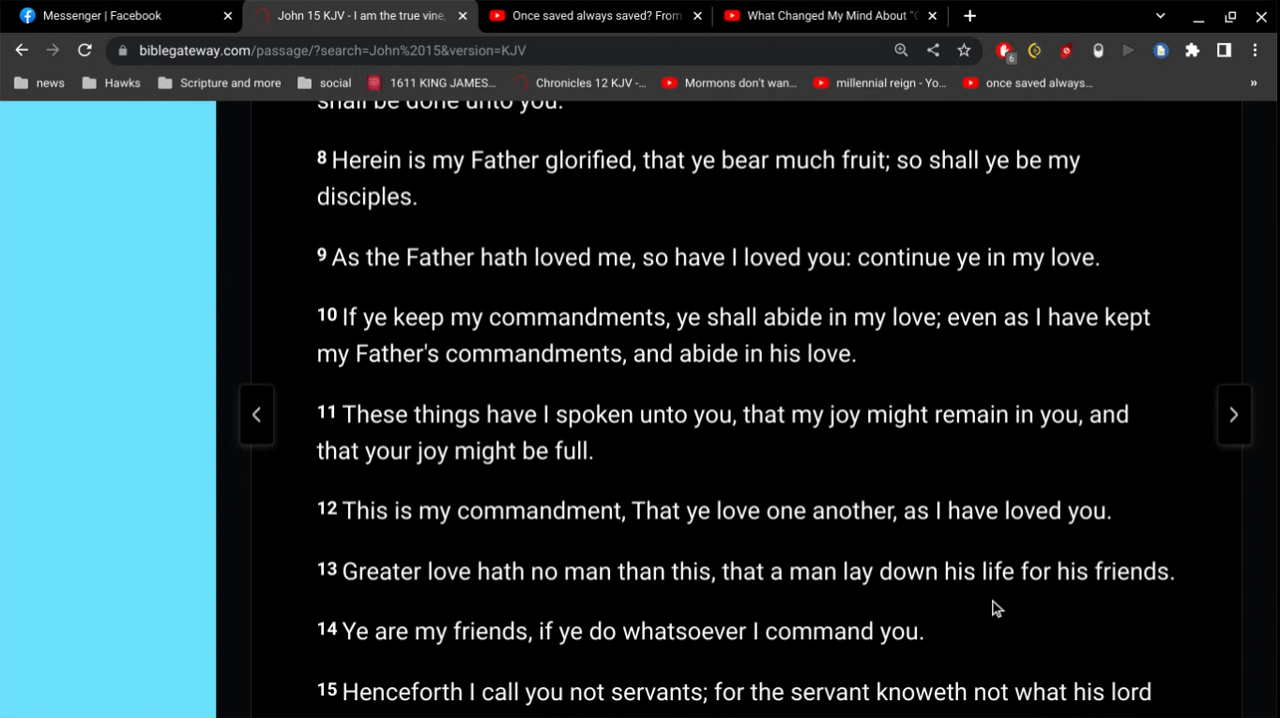 Messenger | Facebook
John 15 KJV - I am the true vine,
Once saved always saved? From
What Changed My Mind About "O
biblegateway.com/passage/?search=John%2015&version=KJV
6
news
Hawks
Scripture and more
social
1611 KING JAMES...
Chronicles 12 KJV -...
Mormons don't wan...
millennial reign - Yo...
once saved always...
»
shall be done unto you.
8 Herein is my Father glorified, that ye bear much fruit; so shall ye be my
disciples.
9 As the Father hath loved me, so have I loved you: continue ye in my love.
10 If ye keep my commandments, ye shall abide in my love; even as I have kept
my Father's commandments, and abide in his love.
11 These things have I spoken unto you, that my joy might remain in you, and
that your joy might be full.
12 This is my commandment, That ye love one another, as I have loved you.
13 Greater love hath no man than this, that a man lay down his life for his friends.
14 Ye are my friends, if ye do whatsoever I command you.
15 Henceforth I call you not servants; for the servant knoweth not what his lord